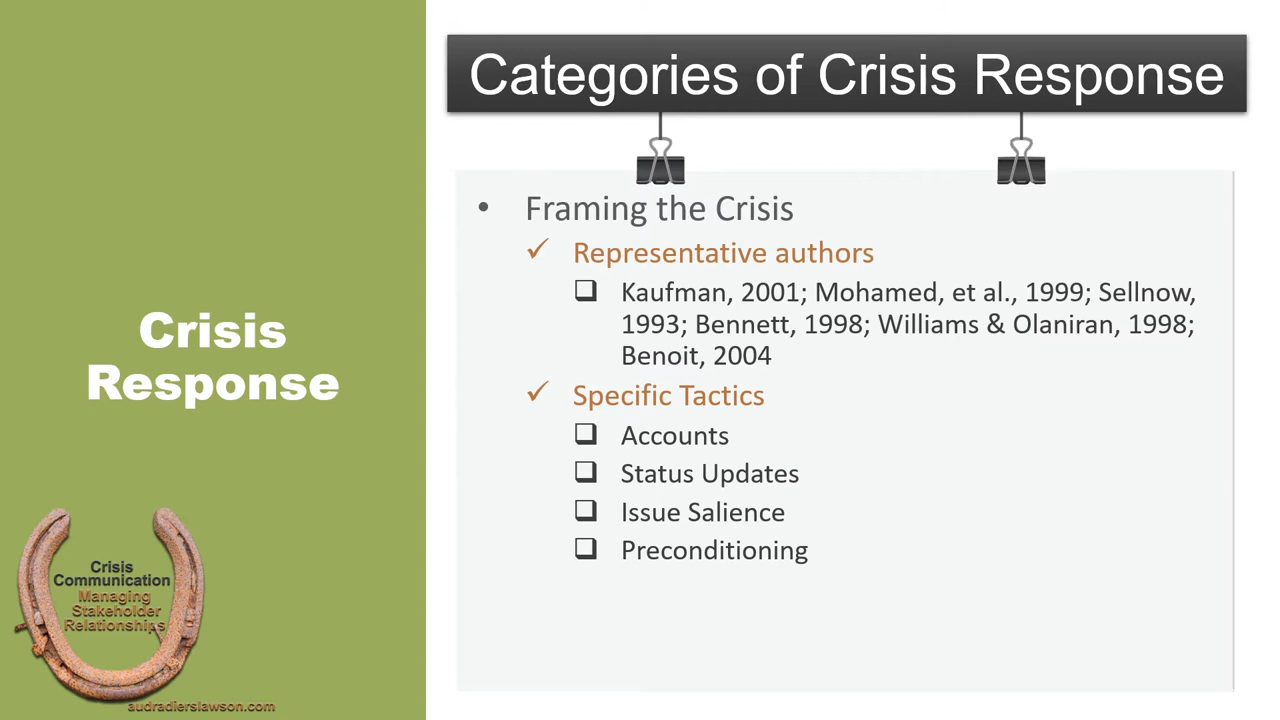 Categories of Crisis Response
Crisis
Response
• Framing the Crisis
✓ Representative authors
❑ Kaufman, 2001; Mohamed, et al., 1999; Sellnow,
1993; Bennett, 1998; Williams & Olaniran, 1998;
Benoit, 2004
✓ Specific Tactics
❑ Accounts
❑ Status Updates
❑ Issue Salience
❑ Preconditioning
Crisis
Communication
Managing
Stakeholder
Relationships
audradierslawson.com